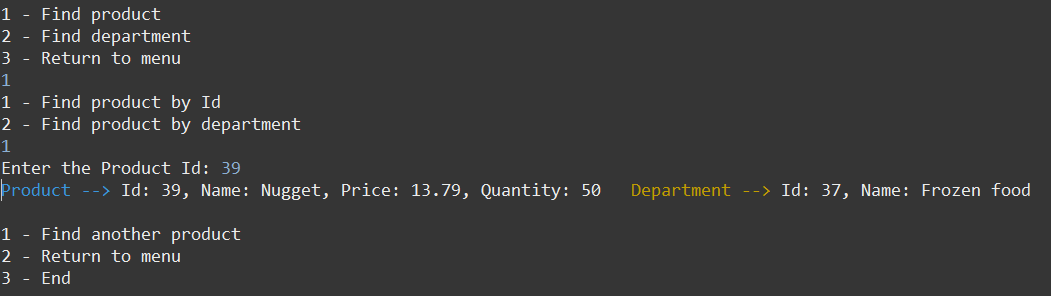 1 - Find product
2 - Find department
3 - Return to menu
1
1 - Find product by Id
2 - Find product by department
1
Enter the Product Id: 39
Product --> Id: 39, Name: Nugget, Price: 13.79, Quantity: 50   Department --> Id: 37, Name: Frozen food
1 - Find another product
2 - Return to menu
3 - End